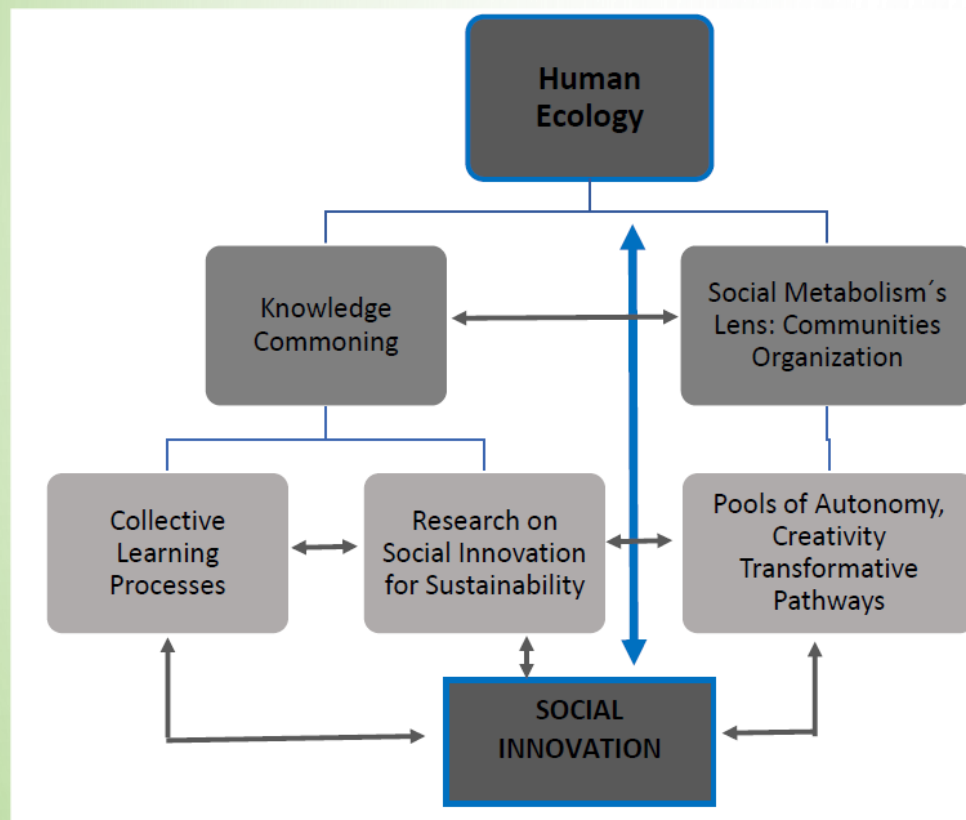 Human
Ecology
Knowledge
Commoning
Social Metabolism´s
Lens: Communities
Organization
Collective
Learning
Processes
Research on
Social Innovation
for Sustainability
Pools of Autonomy,
Creativity
Transformative
Pathways
SOCIAL
INNOVATION